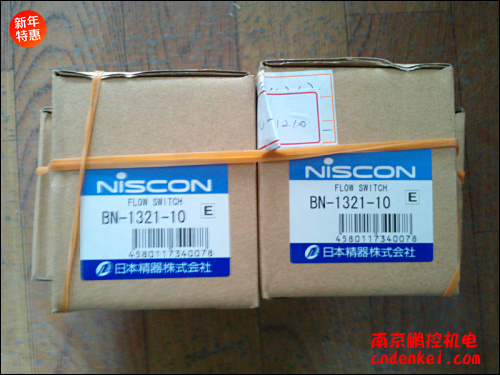 新年
特惠
NISCON
FLOW SWITCH
BN-1321-10 E
4580117340078
日本精器株式会社
NISCON
FLOW SWITCH
BN-1321-10 E
4580117340078
日本精器株式会社
南京鹏控机电
cndenkei.com